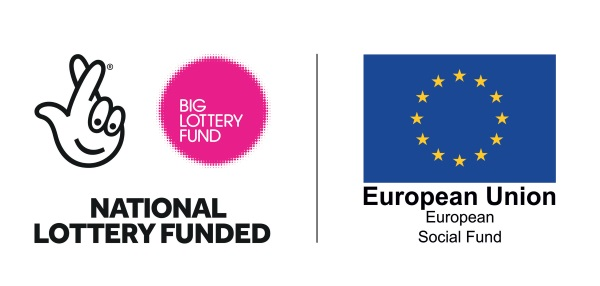 ®
BIG
LOTTERY
FUND
NATIONAL
LOTTERY FUNDED
European Union
European
Social Fund